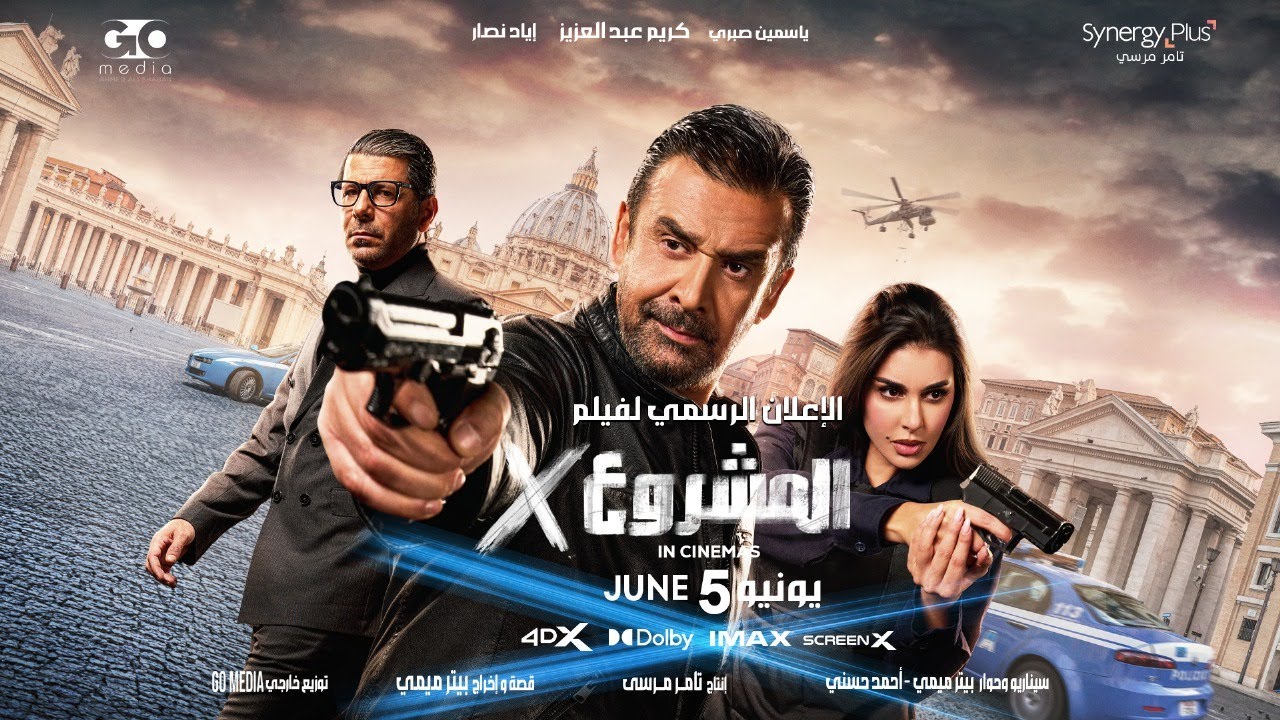 GO
media
ياسمين صبري كريم عبد العزيز إياد نصار
Synergy Plus
تامر مرسي
الإعلان الرسمي لفيلم
المشروع X
IN CINEMAS
JUNE 5 يونيو
4DX Dolby IMAX SCREENX
سيناريو وحوار بيتر ميمي - أحمد حسني
إنتاج تامر مرسى
قصة و إخراج بيتر ميمي
توزيع خارجي GO MEDIA
113